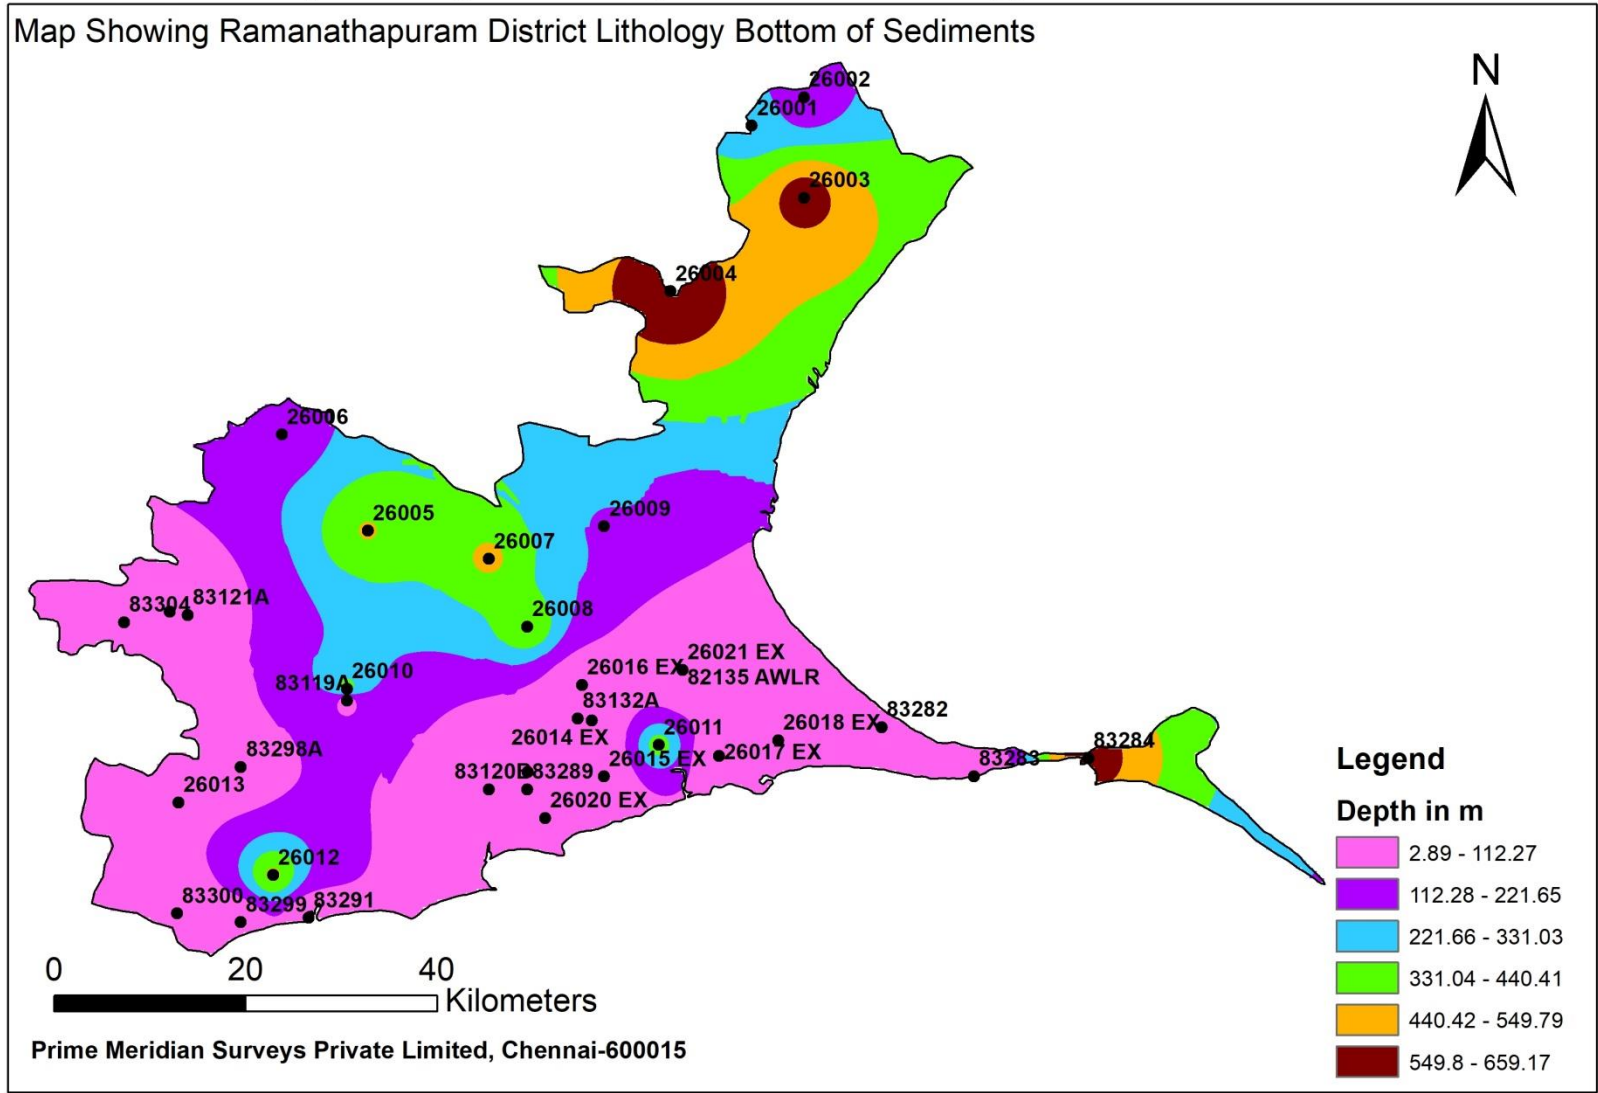 Map Showing Ramanathapuram District Lithology Bottom of Sediments
N
26002
26001
26003
26004
26006
26005
26009
26007
26008
83304
83121A
26010
83119A
26021 EX
26016 EX
82135 AWLR
83132A
83282
26011
26018 EX
26014 EX
83284
83298A
26015 EX
26017 EX
83283
83289
26013
26020 EX
26012
83300
83299
83291
0 20 40
Kilometers
Prime Meridian Surveys Private Limited, Chennai-600015
Legend
Depth in m
2.89 - 112.27
112.28 - 221.65
221.66 - 331.03
331.04 - 440.41
440.42 - 549.79
549.8 - 659.17